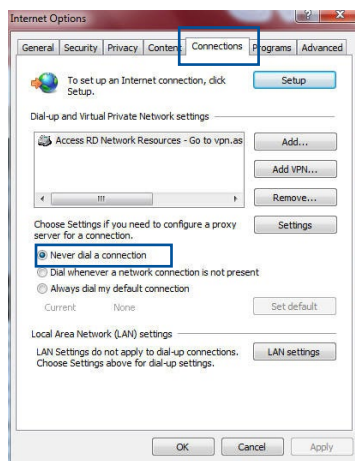 Internet Options
General Security Privacy Content Connections Programs Advanced
To set up an Internet connection, click
Setup.
Setup
Dial-up and Virtual Private Network settings
Access RD Network Resources - Go to vpn.as
Add...
Add VPN...
Remove...
Choose Settings if you need to configure a proxy
server for a connection.
Settings
Never dial a connection
Dial whenever a network connection is not present
Always dial my default connection
Current None
Set default
Local Area Network (LAN) settings
LAN Settings do not apply to dial-up connections.
Choose Settings above for dial-up settings.
LAN settings
OK Cancel Apply